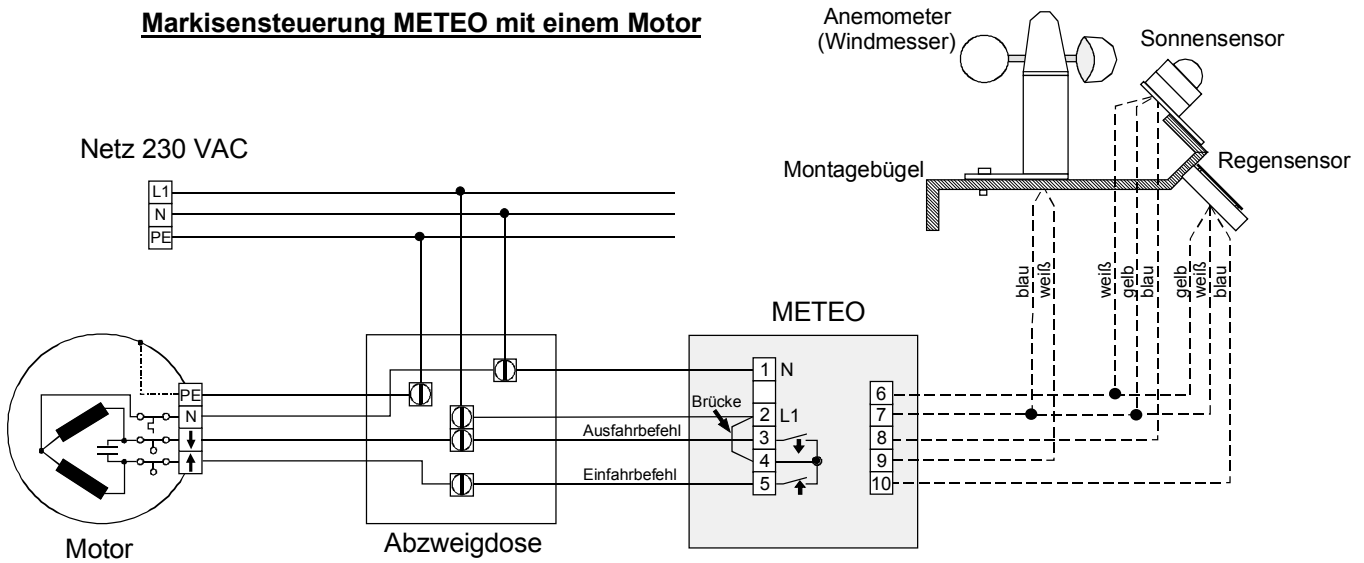 Markisensteuerung METEO mit einem Motor
Anemometer
(Windmesser)
Sonnensensor
Netz 230 VAC
Montagebügel
Regensensor
L1
N
PE
blau
weiß
weiß
gelb
blau
gelb
weiß
blau
METEO
PE
N
1 N
2 L1
3
4
5
Brücke
Ausfahrbefehl
Einfahrbefehl
6
7
8
9
10
Motor
Abzweigdose